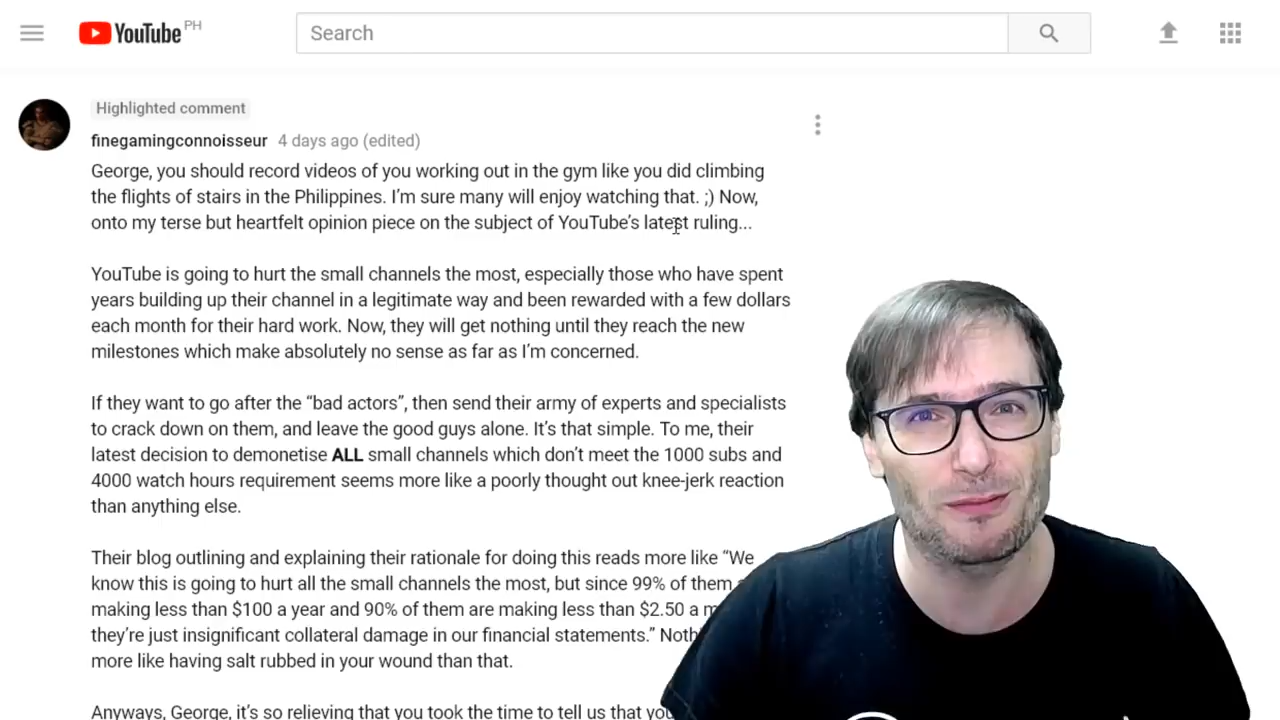 YouTube PH
Search
Highlighted comment
finegamingconnoisseur 4 days ago (edited)
George, you should record videos of you working out in the gym like you did climbing
the flights of stairs in the Philippines. I'm sure many will enjoy watching that. ;) Now,
onto my terse but heartfelt opinion piece on the subject of YouTube's latest ruling...
YouTube is going to hurt the small channels the most, especially those who have spent
years building up their channel in a legitimate way and been rewarded with a few dollars
each month for their hard work. Now, they will get nothing until they reach the new
milestones which make absolutely no sense as far as I'm concerned.
If they want to go after the “bad actors”, then send their army of experts and specialists
to crack down on them, and leave the good guys alone. It's that simple. To me, their
latest decision to demonetise ALL small channels which don't meet the 1000 subs and
4000 watch hours requirement seems more like a poorly thought out knee-jerk reaction
than anything else.
Their blog outlining and explaining their rationale for doing this reads more like “We
know this is going to hurt all the small channels the most, but since 99% of them
making less than $100 a year and 90% of them are making less than $2.50 a
they're just insignificant collateral damage in our financial statements.”
more like having salt rubbed in your wound than that.
Anyways, George, it's so relieving that you took the time to tell us that